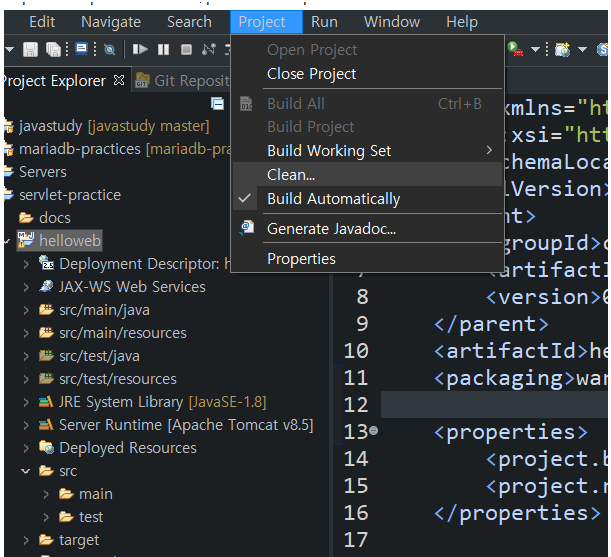 Edit Navigate Search Project Run Window Help
Open Project
Close Project
Build All Ctrl+B
Build Project
Build Working Set
Clean...
Build Automatically
Generate Javadoc...
Properties
Project Explorer Git Reposit
javastudy [javastudy master]
mariadb-practices [mariadb-pra
Servers
servlet-practice
docs
helloweb
Deployment Descriptor: h
JAX-WS Web Services
src/main/java
src/main/resources
src/test/java
src/test/resources
JRE System Library [JavaSE-1.8]
Server Runtime [Apache Tomcat v8.5]
Deployed Resources
src
main
test
target
xmlns="ht
:xsi="ht
chemaLoca
lVersion>
nt>
groupId>c
<artifactI
8 <version>0
9 </parent>
10 <artifactId>he
11 <packaging>war
12
13 <properties>
14 <project.b
15 <project.r
16 </properties>
17